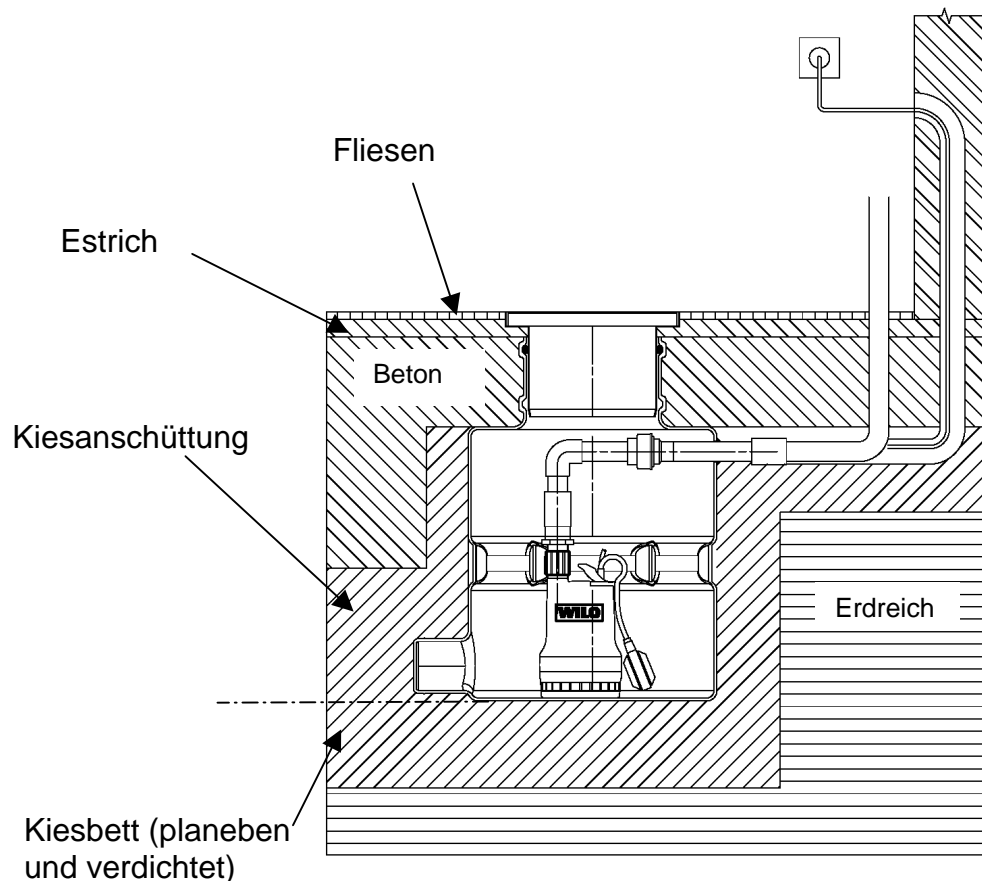 Fliesen
Estrich
Beton
Kiesanschüttung
WILO
Erdreich
Kiesbett (planeben
und verdichtet)